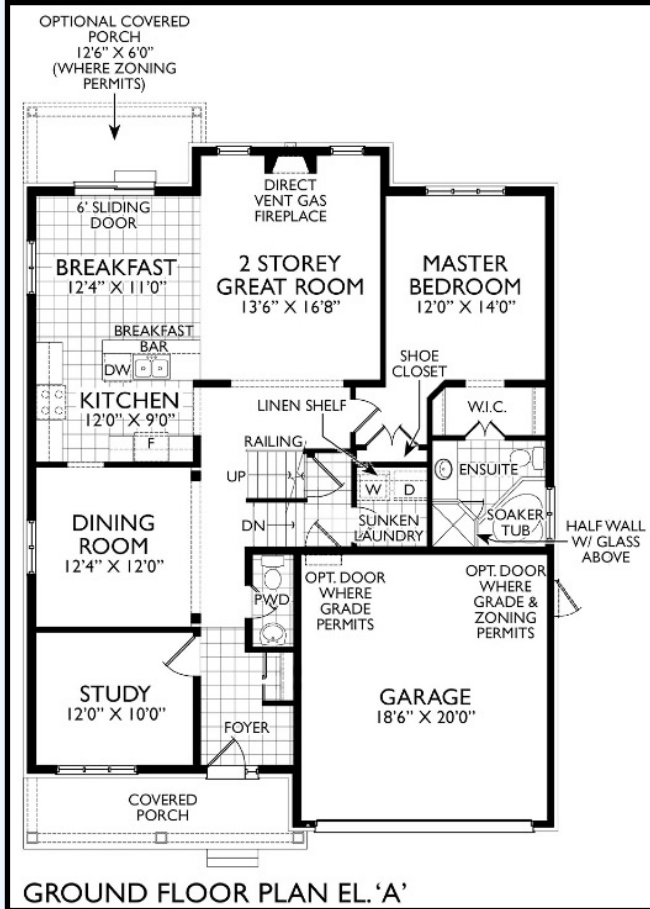 OPTIONAL COVERED
PORCH
12'6" X 6'0"
(WHERE ZONING
PERMITS)
6' SLIDING
DOOR
DIRECT
VENT GAS
FIREPLACE
BREAKFAST
12'4" X 11'0"
2 STOREY
GREAT ROOM
13'6" X 16'8"
MASTER
BEDROOM
12'0" X 14'0"
BREAKFAST
BAR
DW
SHOE
CLOSET
KITCHEN
12'0" X 9'0"
F
LINEN SHELF
W.I.C.
RAILING
UP
W
D
ENSUITE
DN
SUNKEN
LAUNDRY
SOAKER
TUB
HALF WALL
W/ GLASS
ABOVE
DINING
ROOM
12'4" X 12'0"
PWD
OPT. DOOR
WHERE
GRADE
PERMITS
OPT. DOOR
WHERE
GRADE &
ZONING
PERMITS
STUDY
12'0" X 10'0"
FOYER
GARAGE
18'6" X 20'0"
COVERED
PORCH
GROUND FLOOR PLAN EL. 'A'